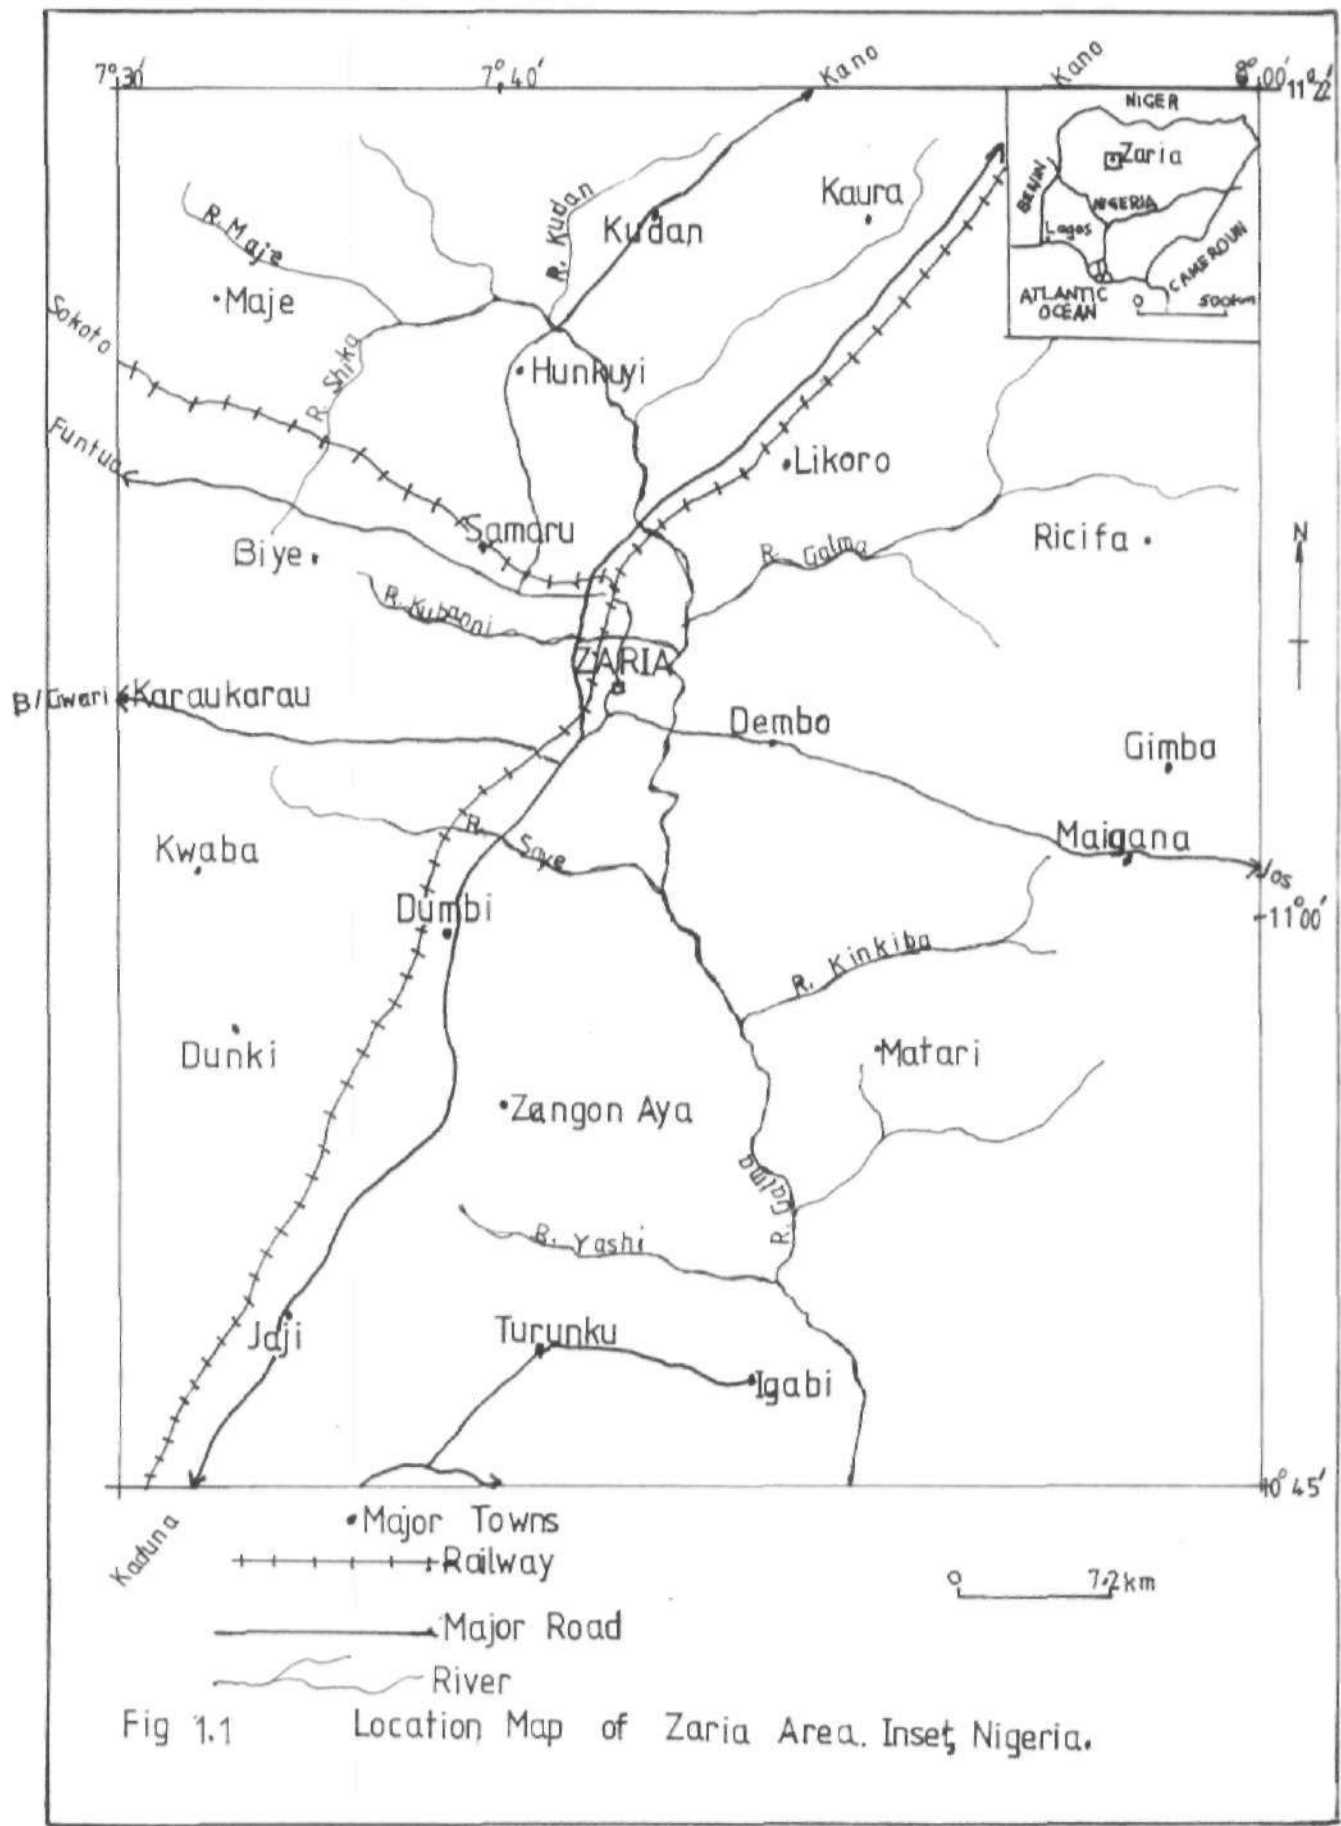 7°30'
7°40'
Kano
Kano
8°00'
11°22'
NIGER
Zaria
BENIN
NIGERIA
Lagos
CAMEROUN
ATLANTIC
OCEAN
0 500km
R. Maje
R. Kudan
Kudan
Kaura
Maje
Sokoto
R. Shika
Hunkuyi
Funtua
Likoro
Samaru
Biye
R. Galma
Ricifa
N
R. Kubanni
ZARIA
B/Gwari
Karaukarau
Dembo
Gimba
R. Saye
Kwaba
Maigana
Jos
11°00'
Dumbi
R. Kinkiba
Dunki
Matari
Zangon Aya
R. Galma
R. Yashi
Jaji
Turunku
Igabi
10°45'
Kaduna
Major Towns
Railway
0 7.2km
Major Road
River
Fig 1.1 Location Map of Zaria Area. Inset, Nigeria.